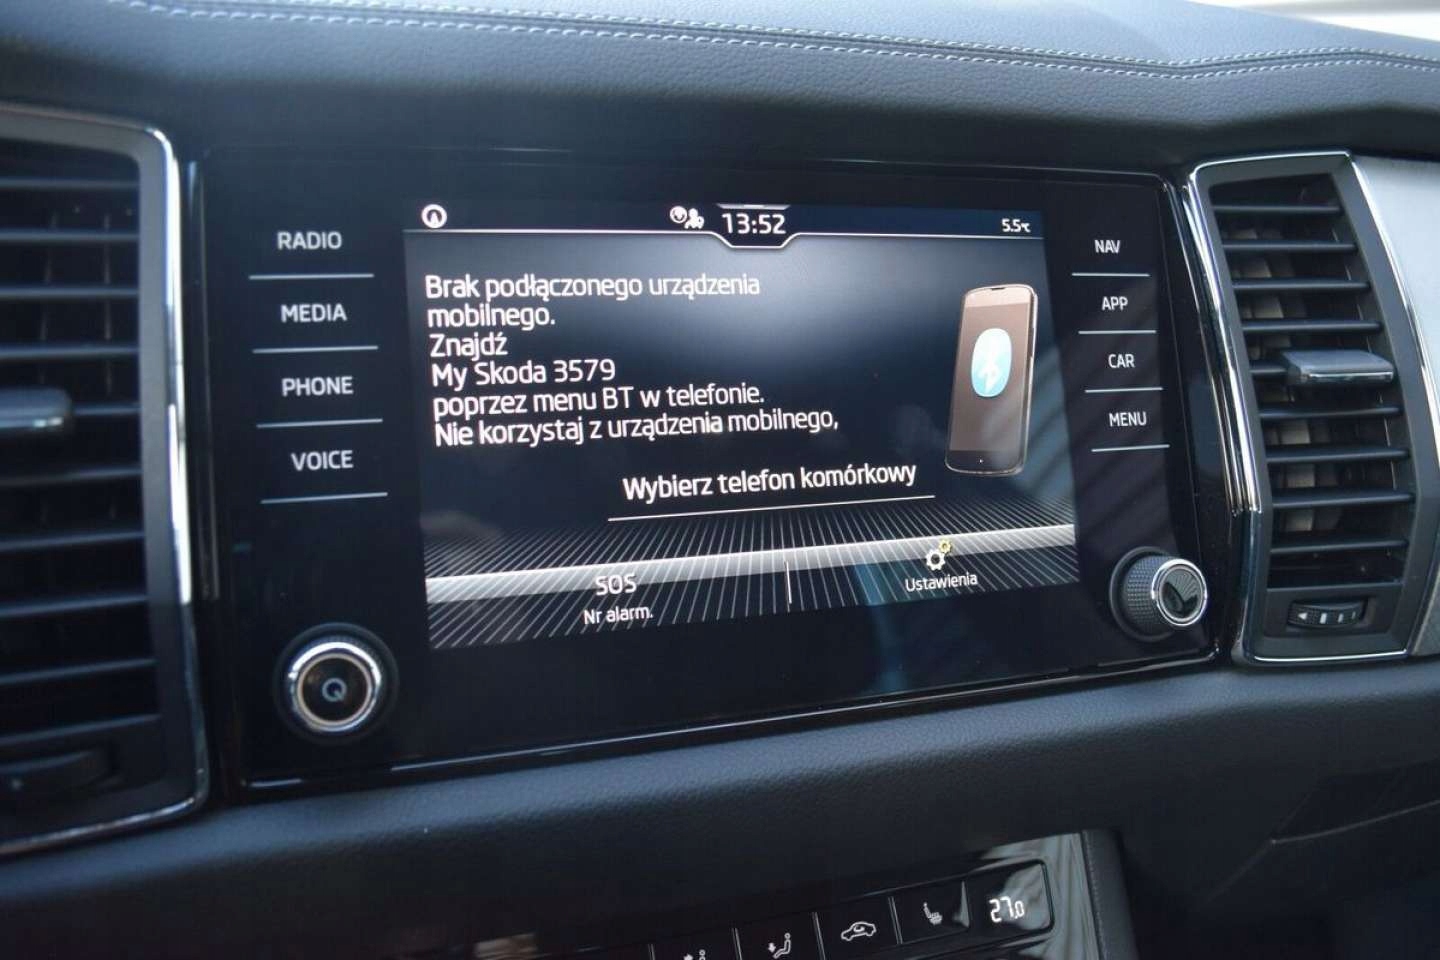 RADIO
MEDIA
PHONE
VOICE
13:52
5.5°C
Brak podłączonego urządzenia
mobilnego.
Znajdź
My Skoda 3579
poprzez menu BT w telefonie.
Nie korzystaj z urządzenia mobilnego,
Wybierz telefon komórkowy
SOS
Nr alarm.
Ustawienia
NAV
APP
CAR
MENU
27.0